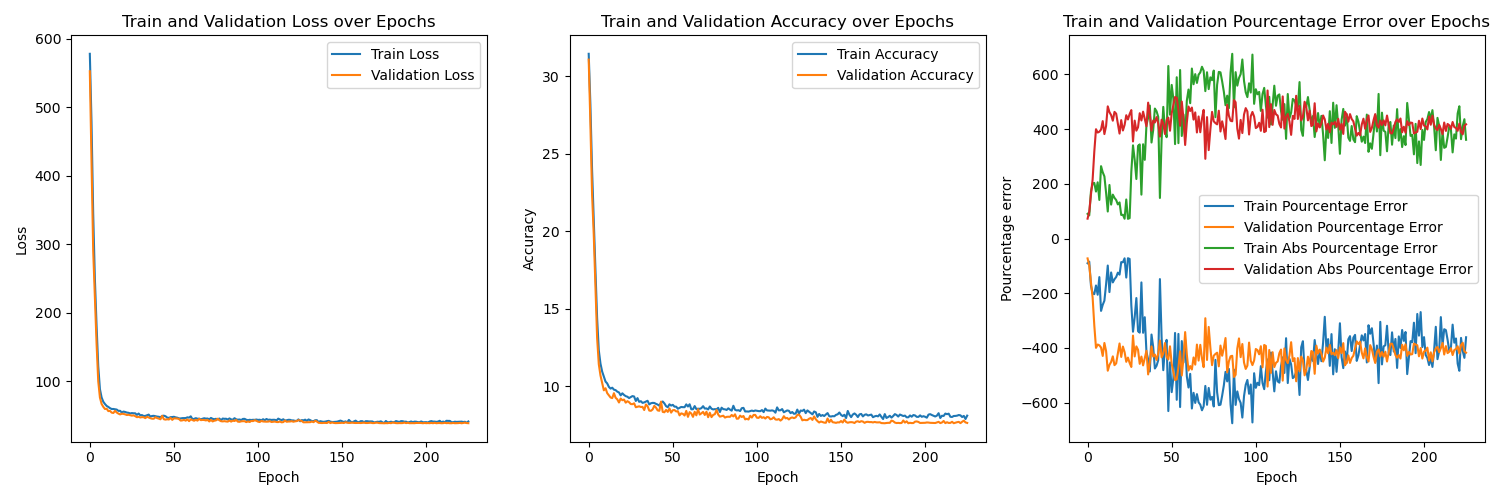 Train and Validation Loss over Epochs
600
500
400
300
200
100
Loss
0
50
100
150
200
Epoch
Train Loss
Validation Loss
Train and Validation Accuracy over Epochs
30
25
20
15
10
Accuracy
0
50
100
150
200
Epoch
Train Accuracy
Validation Accuracy
Train and Validation Pourcentage Error over Epochs
600
400
200
0
−200
−400
−600
Pourcentage error
0
50
100
150
200
Epoch
Train Pourcentage Error
Validation Pourcentage Error
Train Abs Pourcentage Error
Validation Abs Pourcentage Error